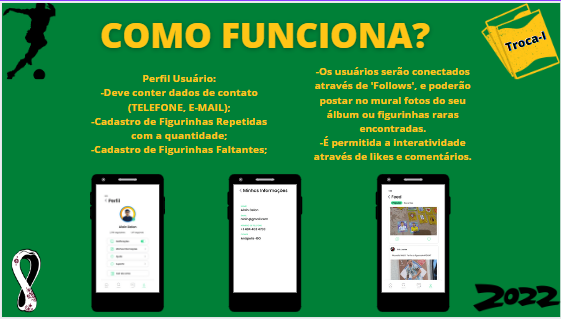 COMO FUNCIONA?
Troca-I
Perfil Usuário:
-Deve conter dados de contato
(TELEFONE, E-MAIL);
-Cadastro de Figurinhas Repetidas
com a quantidade;
-Cadastro de Figurinhas Faltantes;
-Os usuários serão conectados
através de 'Follows', e poderão
postar no mural fotos do seu
álbum ou figurinhas raras
encontradas.
-É permitida a interatividade
através de likes e comentários.
Perfil
Minhas Informações
Feed
2022